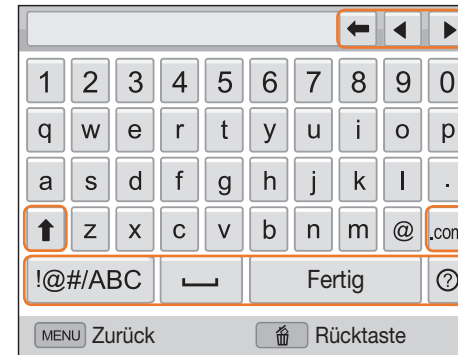 1 2 3 4 5 6 7 8 9 0
q w e r t y u i o p
a s d f g h j k l .
z x c v b n m @ .com
!@#/ABC Fertig ?
MENU Zurück Rücktaste